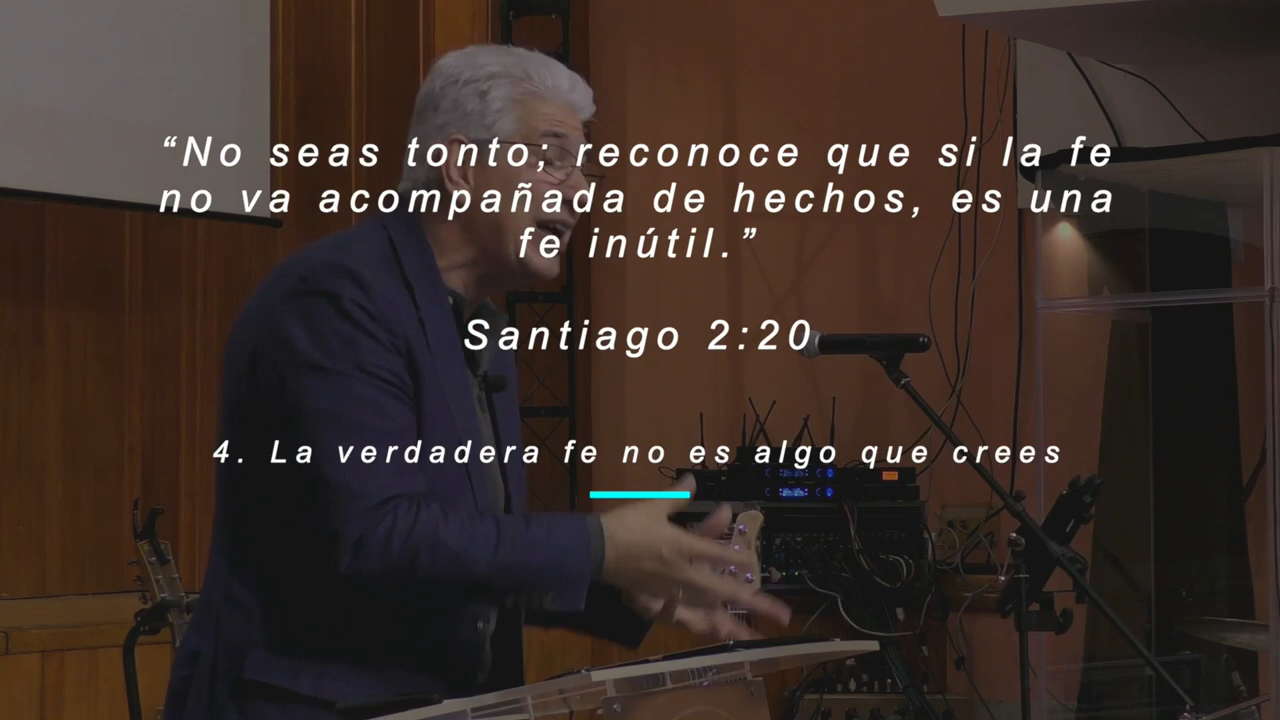 “No seas tonto; reconoce que si la fe
no va acompañada de hechos, es una
fe inútil.”
Santiago 2:20
4. La verdadera fe no es algo que crees